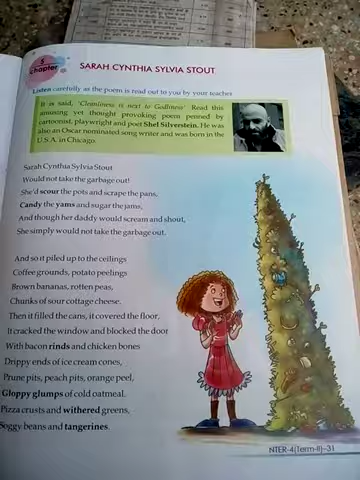 5
chapter
SARAH CYNTHIA SYLVIA STOUT
Listen carefully as the poem is read out to you by your teacher
It is said, 'Cleanliness is next to Godliness' Read this
amusing yet thought provoking poem penned by
cartoonist, playwright and poet Shel Silverstein. He was
also an Oscar nominated song writer and was born in the
U.S.A. in Chicago.
Sarah Cynthia Sylvia Stout
Would not take the garbage out!
She'd scour the pots and scrape the pans,
Candy the yams and sugar the jams,
And though her daddy would scream and shout,
She simply would not take the garbage out.
And so it piled up to the ceilings
Coffee grounds, potato peelings
Brown bananas, rotten peas,
Chunks of sour cottage cheese.
Then it filled the cans, it covered the floor,
It cracked the window and blocked the door
With bacon rinds and chicken bones
Drippy ends of ice cream cones,
Prune pits, peach pits, orange peel,
Gloppy glumps of cold oatmeal.
Pizza crusts and withered greens,
Soggy beans and tangerines.
NTER-4(Term-II)-31